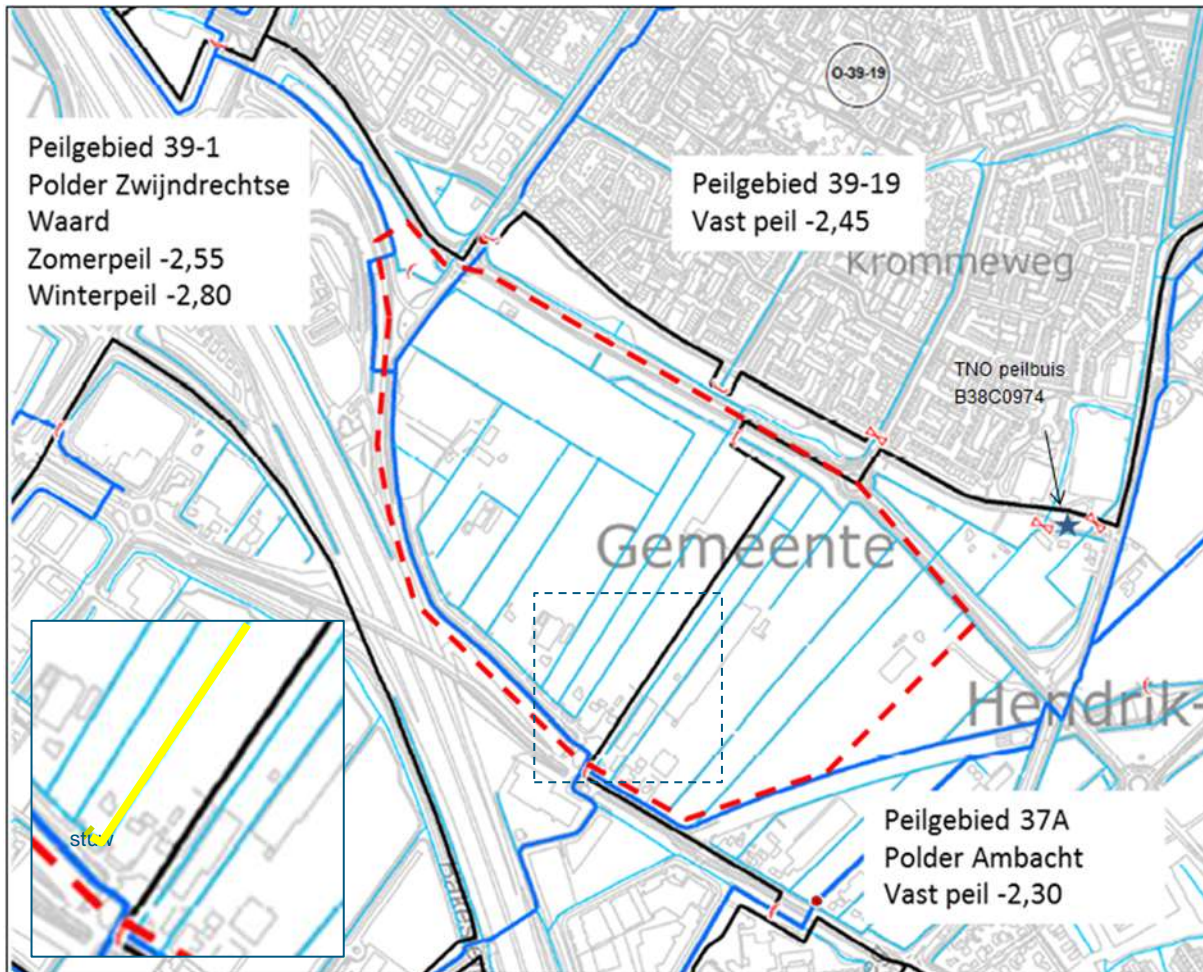 O-39-19
Peilgebied 39-1
Polder Zwijndrechtse
Waard
Zomerpeil -2,55
Winterpeil -2,80
Peilgebied 39-19
Vast peil -2,45
Krommeweg
TNO peilbuis
B38C0974
Gemeente
Hendrik-
stuw
Peilgebied 37A
Polder Ambacht
Vast peil -2,30